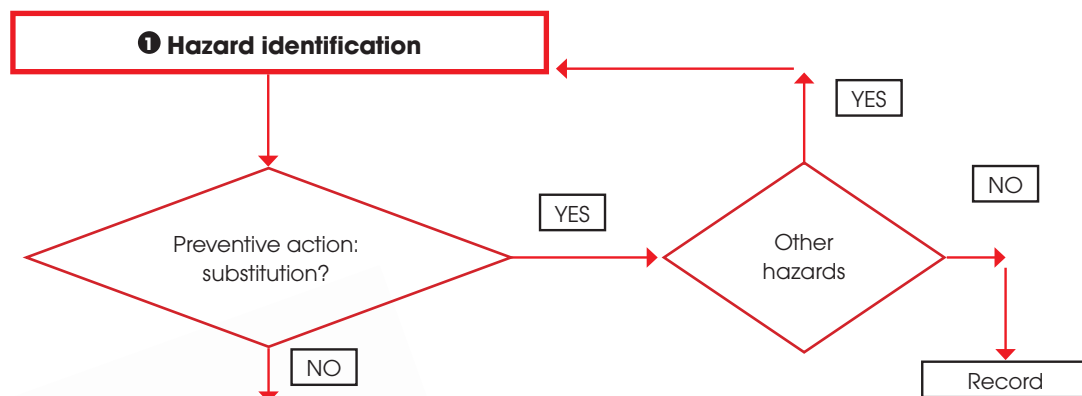 ❶ Hazard identification
YES
NO
YES
Preventive action:
substitution?
Other
hazards
NO
Record